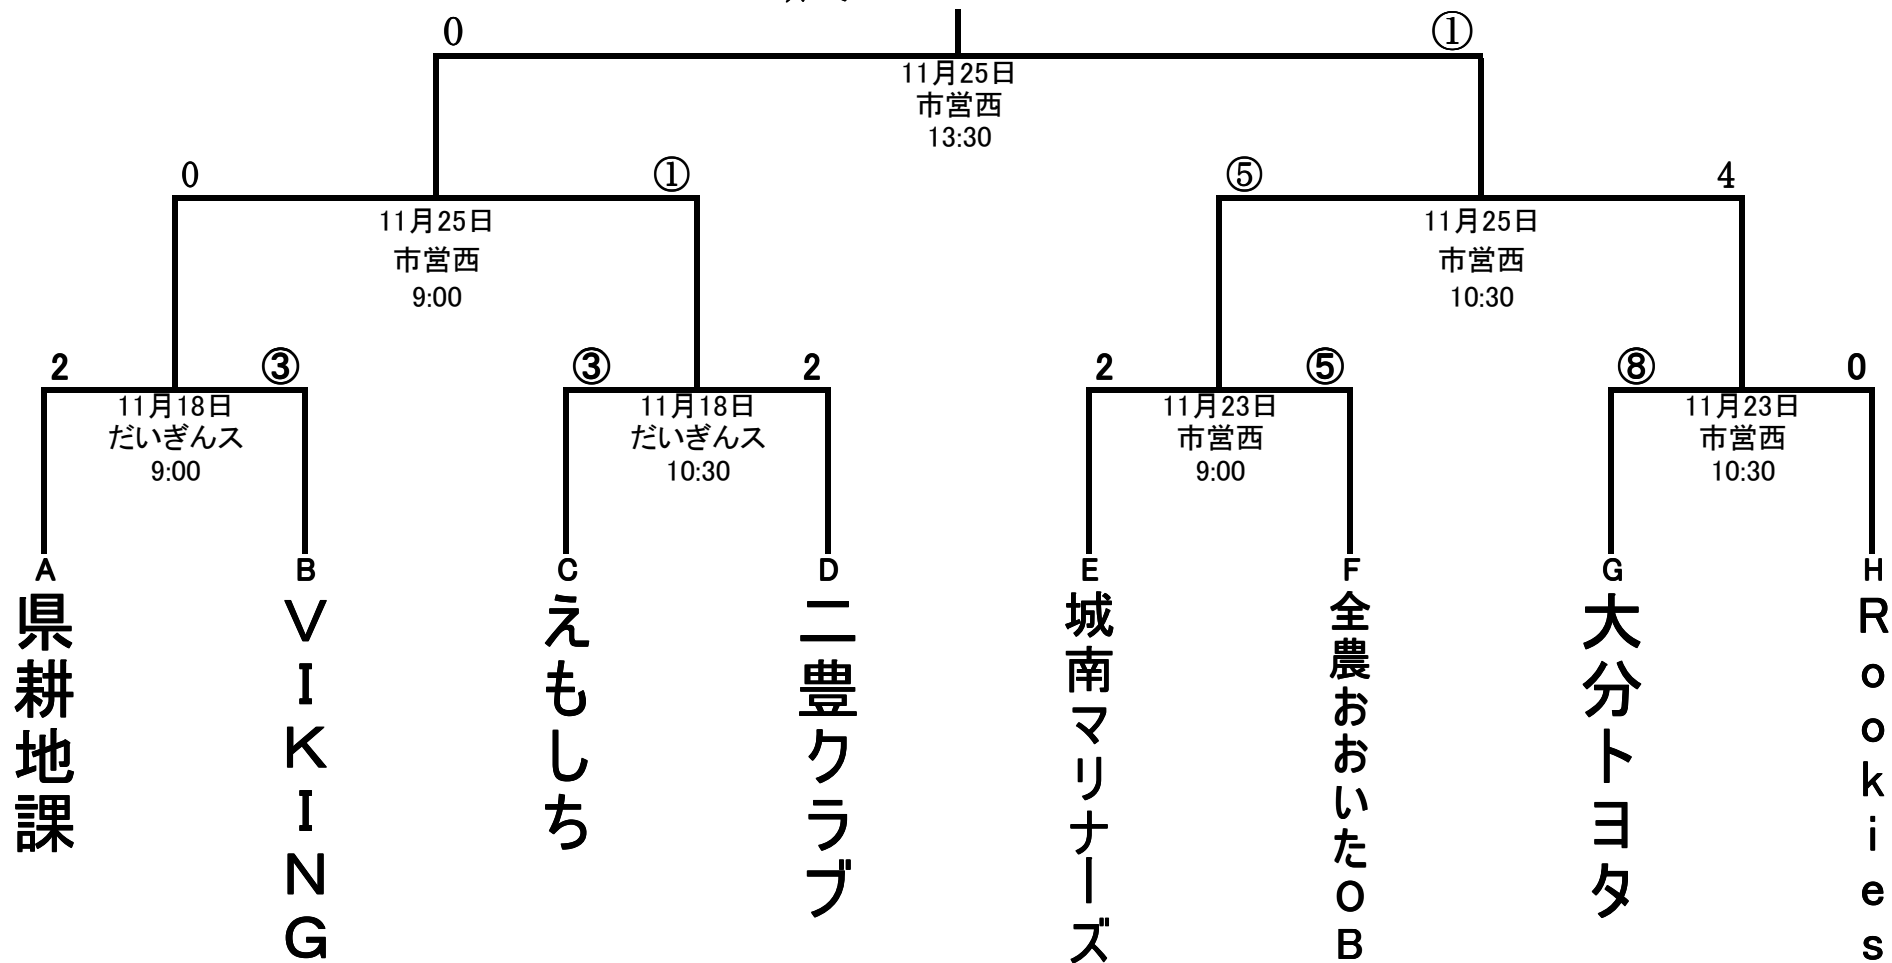 0
①
11月25日
市営西
13:30
0
①
⑤
4
11月25日
市営西
9:00
11月25日
市営西
10:30
2
③
③
2
2
⑤
⑧
0
11月18日
だいぎんス
9:00
11月18日
だいぎんス
10:30
11月23日
市営西
9:00
11月23日
市営西
10:30
A
B
C
D
E
F
G
H
県耕地課
VIKING
えもしち
二豊クラブ
城南マリナーズ
全農おおいたOB
大分トヨタ
Rookies